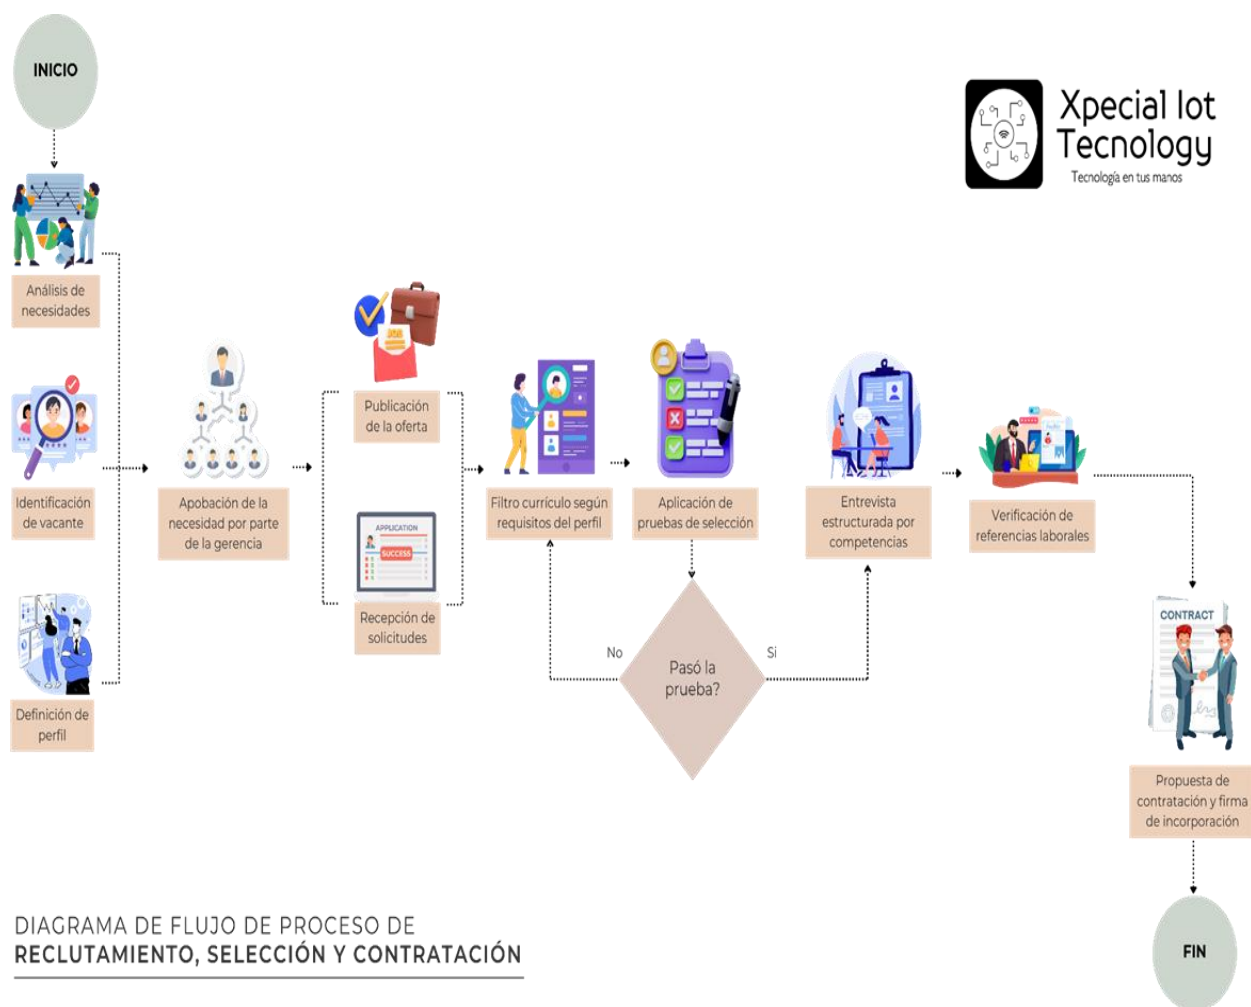 INICIO
Xpecial Iot
Tecnology
Tecnología en tus manos
Análisis de
necesidades
Identificación
de vacante
Definición de
perfil
Apobación de la
necesidad por parte
de la gerencia
JOB
Publicación
de la oferta
APPLICATION
SUCCESS
Recepción de
solicitudes
Filtro currículo según
requisitos del perfil
Aplicación de
pruebas de selección
No
Pasó la
prueba?
Si
Entrevista
estructurada por
competencias
Verificación de
referencias laborales
CONTRACT
Propuesta de
contratación y firma
de incorporación
FIN
DIAGRAMA DE FLUJO DE PROCESO DE
RECLUTAMIENTO, SELECCIÓN Y CONTRATACIÓN